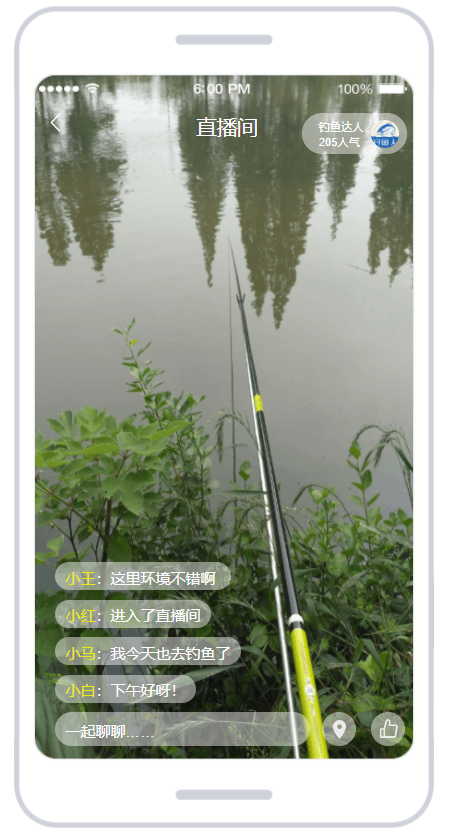 6:00 PM 100%
直播间
钓鱼达人
205人气
小王：这里环境不错啊
小红：进入了直播间
小马：我今天也去钓鱼了
小白：下午好呀！
一起聊聊……